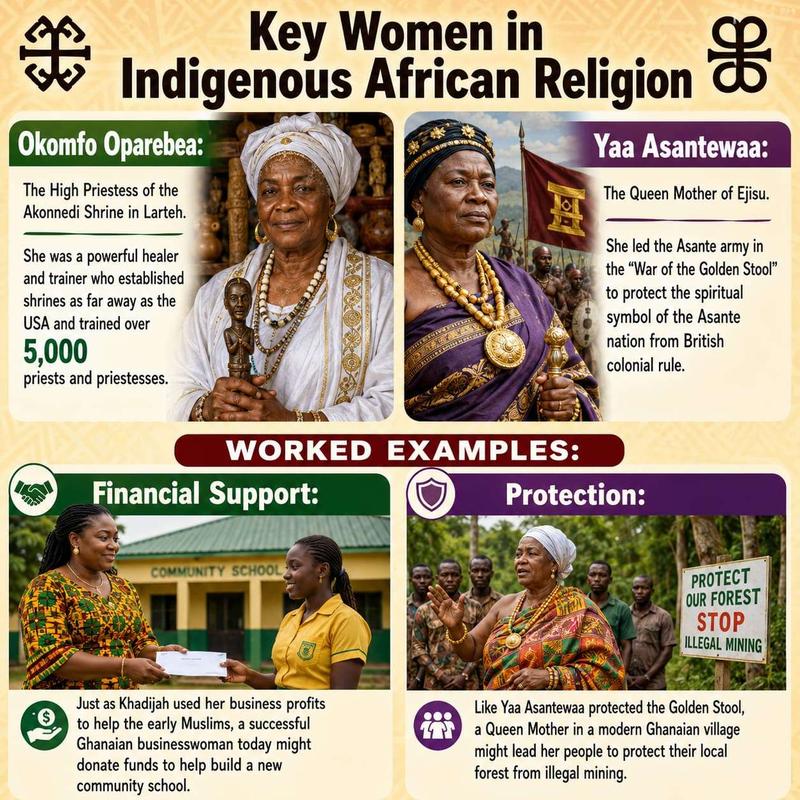 Key Women in
Indigenous African Religion
Okomfo Oparebea:
The High Priestess of the
Akonnedi Shrine in Larteh.
She was a powerful healer
and trainer who established
shrines as far away as the
USA and trained over
5,000
priests and priestesses.
Yaa Asantewaa:
The Queen Mother of Ejisu.
She led the Asante army in
the “War of the Golden Stool”
to protect the spiritual
symbol of the Asante
nation from British
colonial rule.
WORKED EXAMPLES:
Financial Support:
COMMUNITY SCHOOL
$
Just as Khadijah used her business profits
to help the early Muslims, a successful
Ghanaian businesswoman today might
donate funds to help build a new
community school.
Protection:
PROTECT
OUR FOREST
STOP
ILLEGAL MINING
Like Yaa Asantewaa protected the Golden Stool,
a Queen Mother in a modern Ghanaian village
might lead her people to protect their local
forest from illegal mining.